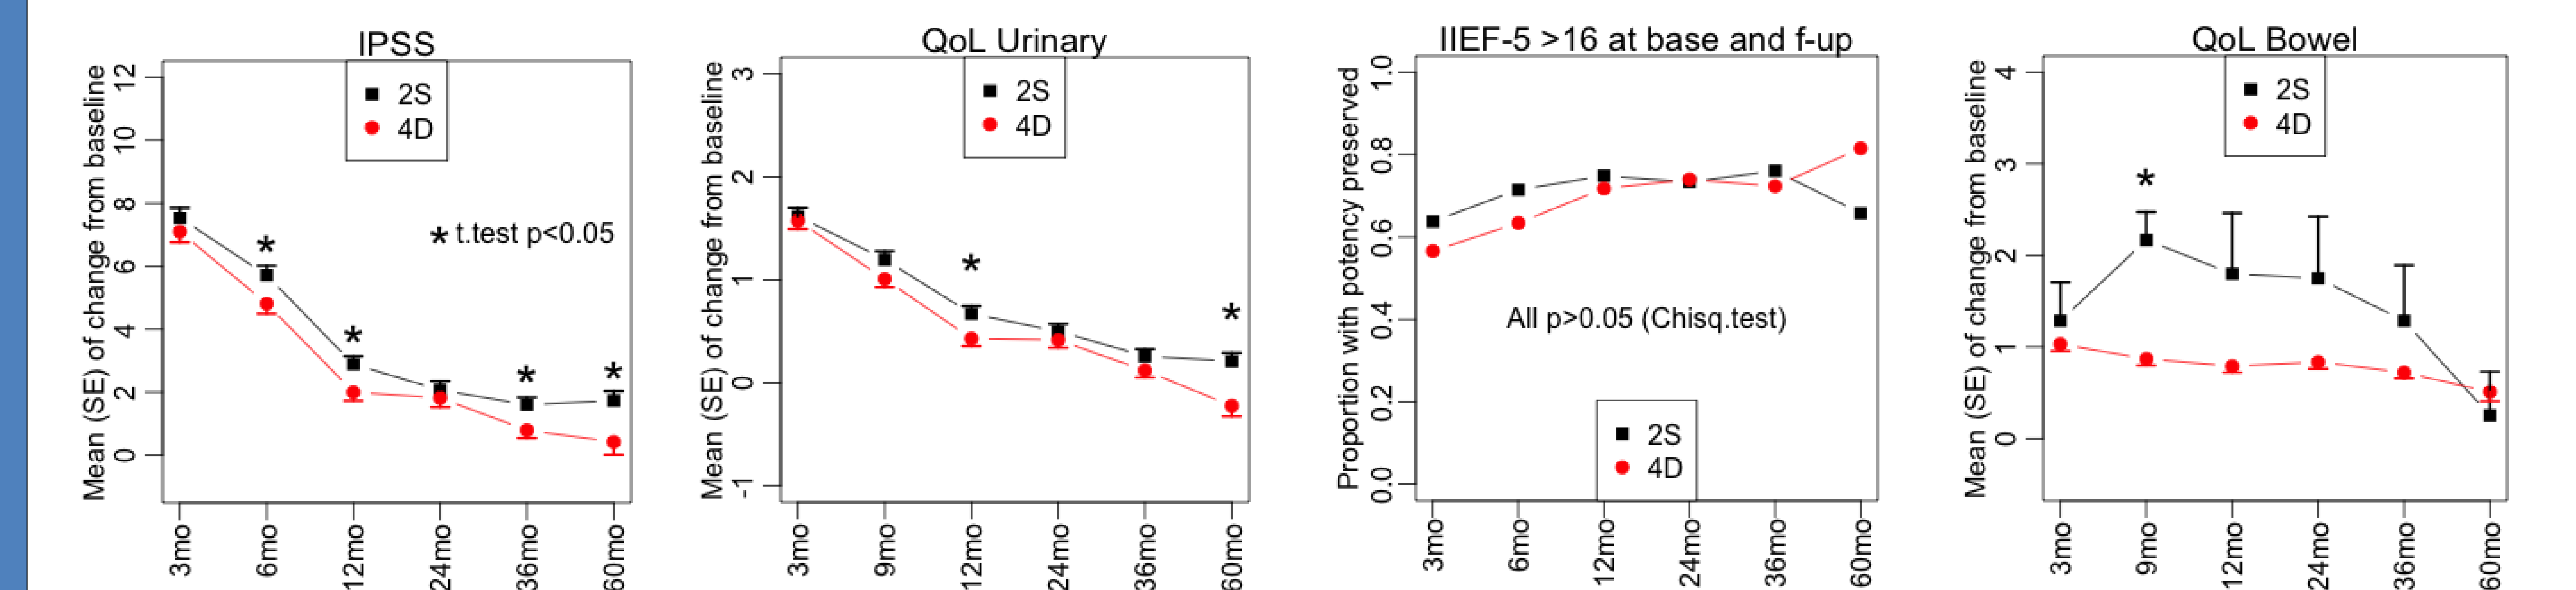 IPSS
Mean (SE) of change from baseline
12
10
8
6
4
2
0
2S
4D
* * * * *
* t.test p<0.05
3mo 6mo 12mo 24mo 36mo 60mo
QoL Urinary
Mean (SE) of change from baseline
3
2
1
0
-1
2S
4D
* *
3mo 9mo 12mo 24mo 36mo 60mo
IIEF-5 >16 at base and f-up
Proportion with potency preserved
1.0
0.8
0.6
0.4
0.2
0.0
All p>0.05 (Chisq.test)
2S
4D
3mo 6mo 12mo 24mo 36mo 60mo
QoL Bowel
Mean (SE) of change from baseline
4
3
2
1
0
2S
4D
*
3mo 9mo 12mo 24mo 36mo 60mo